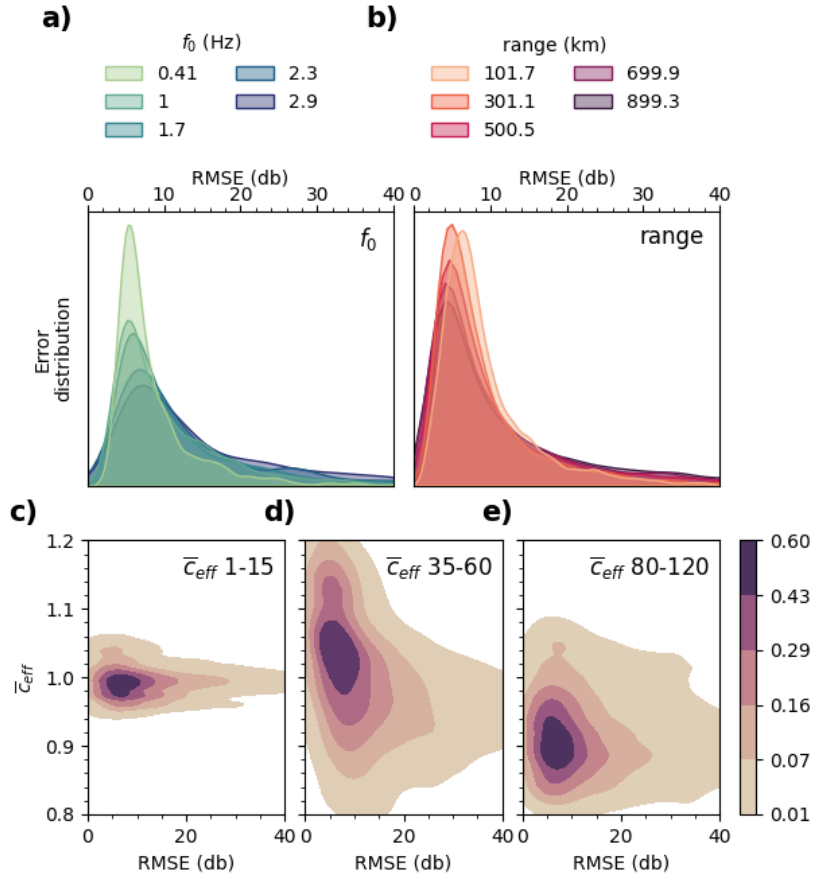 a)
b)
f₀ (Hz)
0.41
1
1.7
2.3
2.9
range (km)
101.7
301.1
500.5
699.9
899.3
RMSE (db)
0 20 40
RMSE (db)
0 10 20 30 40
f₀
range
Error
distribution
c)
d)
e)
c̅eff 1-15
c̅eff 35-60
c̅eff 80-120
c̅eff
1.2
1.1
1.0
0.9
0.8
0 20 40
0 20 40
0 20 40
RMSE (db)
RMSE (db)
RMSE (db)
0.60
0.43
0.29
0.16
0.07
0.01